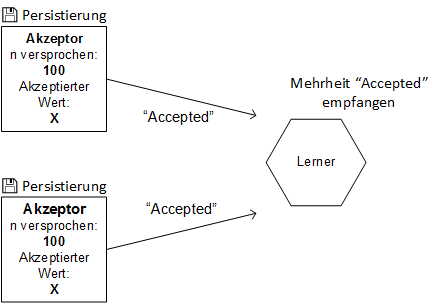 Persistierung
Akzeptor
n versprochen:
100
Akzeptierter
Wert:
X
“Accepted”
Mehrheit “Accepted”
empfangen
Lerner
Persistierung
Akzeptor
n versprochen:
100
Akzeptierter
Wert:
X
“Accepted”